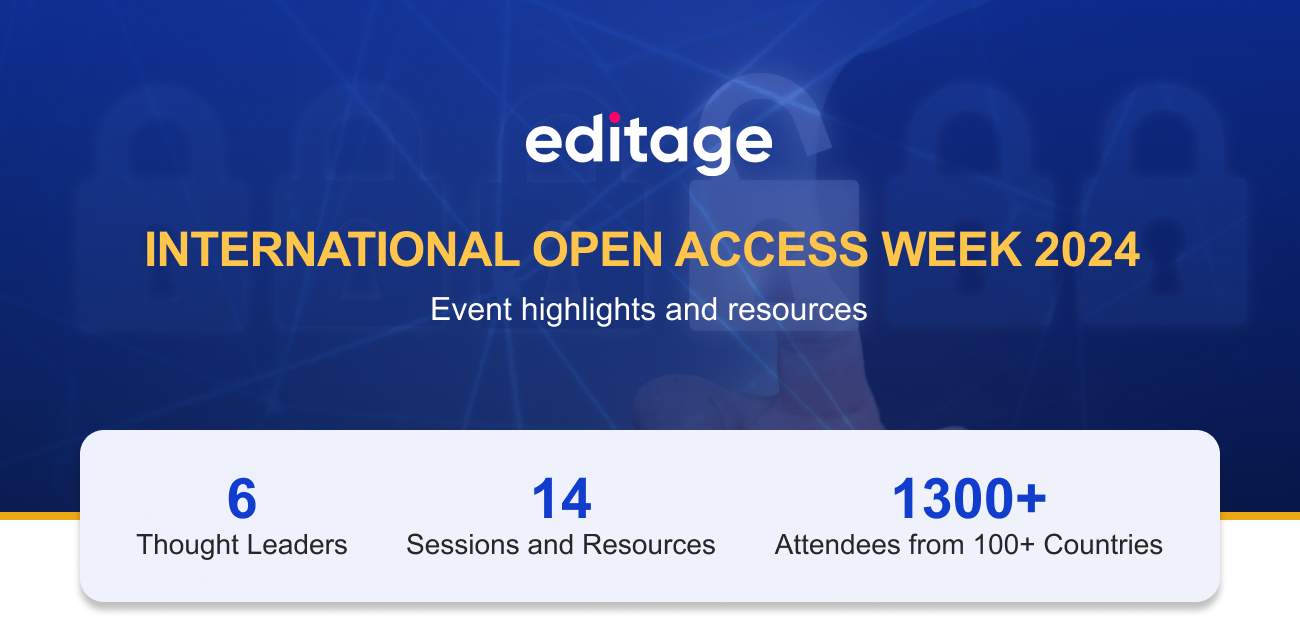 editage
INTERNATIONAL OPEN ACCESS WEEK 2024
Event highlights and resources
6
Thought Leaders
14
Sessions and Resources
1300+
Attendees from 100+ Countries